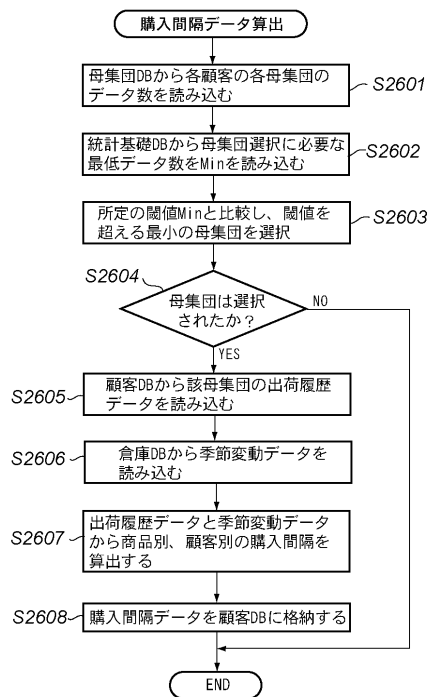 購入間隔データ算出
母集団DBから各顧客の各母集団の
データ数を読み込む
S2601
統計基礎DBから母集団選択に必要な
最低データ数をMinを読み込む
S2602
所定の閾値Minと比較し、閾値を
超える最小の母集団を選択
S2603
S2604
母集団は選択
されたか？
NO
YES
S2605
顧客DBから該母集団の出荷履歴
データを読み込む
S2606
倉庫DBから季節変動データを
読み込む
S2607
出荷履歴データと季節変動データ
から商品別、顧客別の購入間隔を
算出する
S2608
購入間隔データを顧客DBに格納する
END